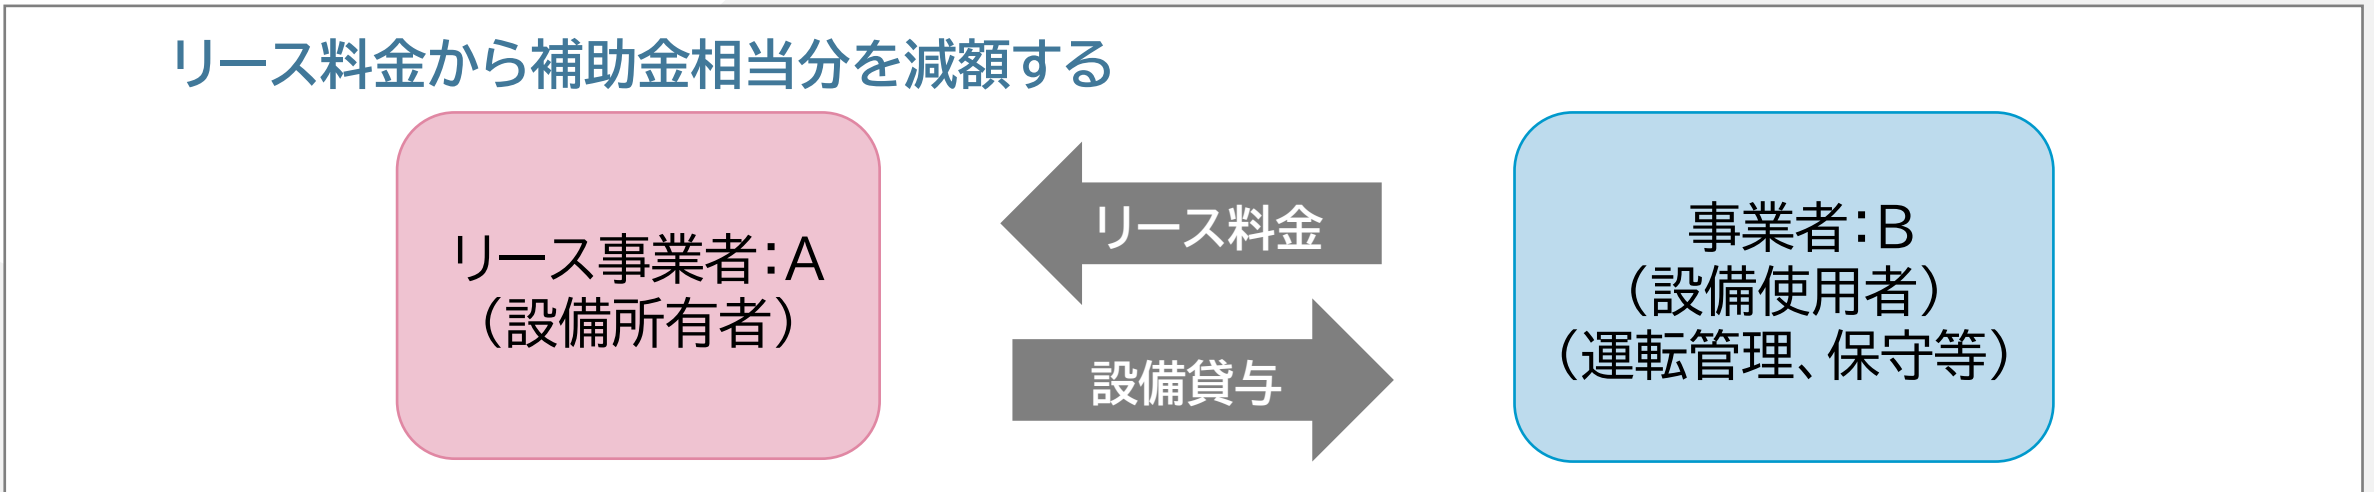 リース料金から補助金相当分を減額する
リース事業者：A
（設備所有者）
リース料金
設備貸与
事業者：B
（設備使用者）
（運転管理、保守等）